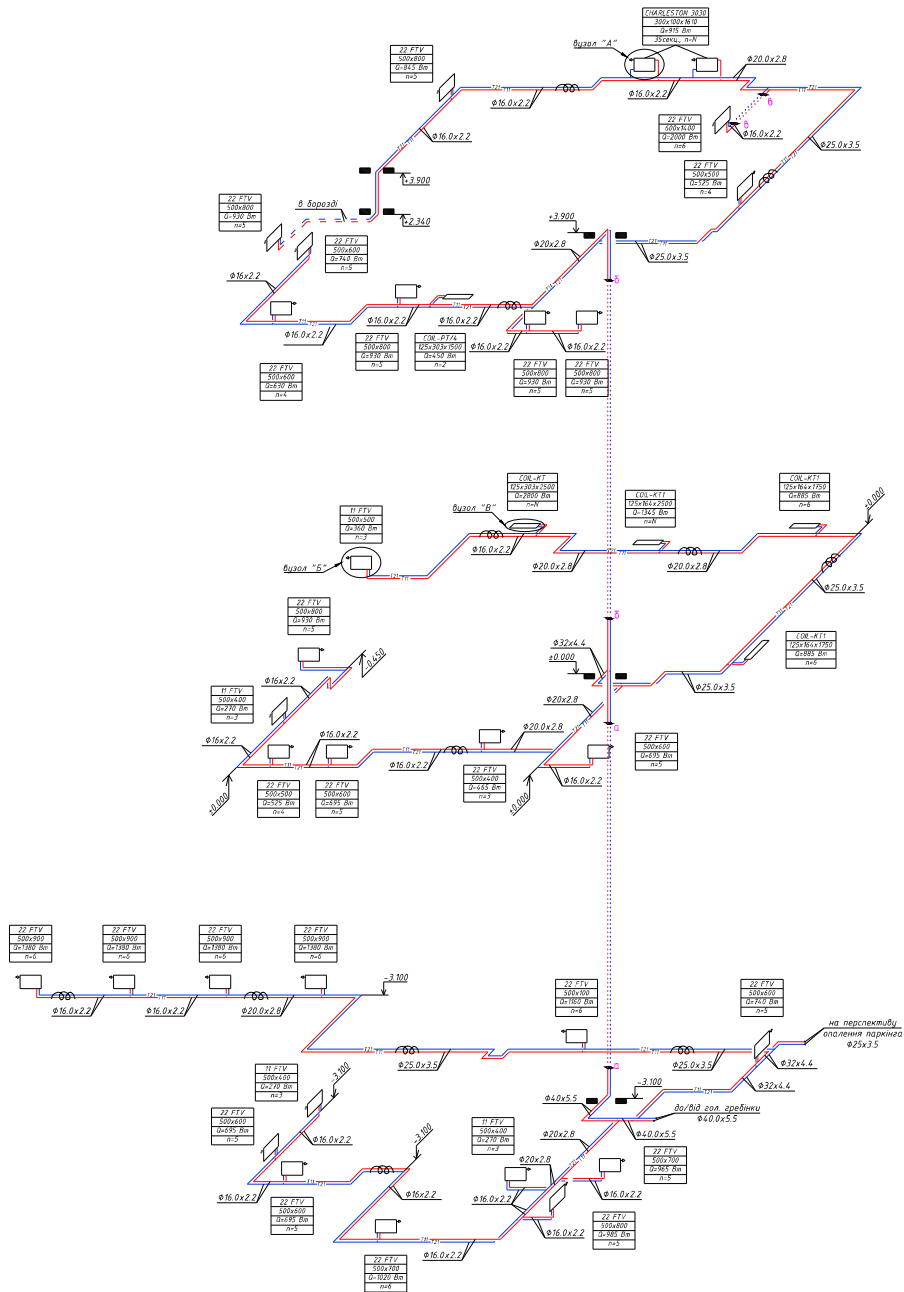 CHARLESTON 3030
300x100x1610
Q=915 Вт
35секц., n=N
вузол "А"
22 FTV
500x800
Q=845 Вт
n=5
Ф20.0x2.8
Т21
Т11
Ф16.0x2.2
Ф16.0x2.2
Т21
Т11
22 FTV
600x1400
Q=2000 Вт
n=6
Ф16.0x2.2
Ф16.0x2.2
Ф25.0x3.5
22 FTV
500x500
Q=525 Вт
n=4
+3.900
22 FTV
500x800
Q=930 Вт
n=5
в борозді
+2.340
+3.900
22 FTV
500x600
Q=740 Вт
n=5
Ф20x2.8
Т21
Т11
Ф25.0x3.5
Ф16x2.2
Т11
Т21
Ф16.0x2.2
Ф16.0x2.2
Ф16.0x2.2
Ф16.0x2.2
Ф16.0x2.2
22 FTV
500x800
Q=930 Вт
n=5
COIL-PT/4
125x303x1500
Q=450 Вт
n=2
22 FTV
500x600
Q=630 Вт
n=4
22 FTV
500x800
Q=930 Вт
n=5
22 FTV
500x800
Q=930 Вт
n=5
COIL-КТ
125x303x2500
Q=2800 Вт
n=N
COIL-КТ1
125x164x1750
Q=885 Вт
n=6
COIL-КТ1
125x164x2500
Q=1345 Вт
n=N
±0.000
вузол "В"
11 FTV
500x500
Q=360 Вт
n=3
Ф16.0x2.2
вузол "Б"
Т21
Т11
Ф20.0x2.8
Ф20.0x2.8
Ф25.0x3.5
22 FTV
500x800
Q=930 Вт
n=5
COIL-КТ1
125x164x1750
Q=885 Вт
n=6
Ф32x4.4
±0.000
-0.450
Ф16x2.2
Ф25.0x3.5
11 FTV
500x400
Q=270 Вт
n=3
Ф20x2.8
Ф16x2.2
Ф16.0x2.2
Ф20.0x2.8
22 FTV
500x600
Q=695 Вт
n=5
Ф16.0x2.2
22 FTV
500x400
Q=465 Вт
n=3
Ф16.0x2.2
±0.000
22 FTV
500x500
Q=525 Вт
n=4
22 FTV
500x600
Q=695 Вт
n=5
±0.000
22 FTV
500x900
Q=1380 Вт
n=6
22 FTV
500x900
Q=1380 Вт
n=6
22 FTV
500x900
Q=1380 Вт
n=6
22 FTV
500x900
Q=1380 Вт
n=6
-3.100
Ф16.0x2.2
Ф16.0x2.2
Ф20.0x2.8
22 FTV
500x100
Q=1160 Вт
n=6
22 FTV
500x600
Q=740 Вт
n=5
на перспективу
опалення паркінга
Ф25x3.5
Ф25.0x3.5
Ф25.0x3.5
Ф32x4.4
Ф32x4.4
11 FTV
500x400
Q=270 Вт
n=3
-3.100
-3.100
Ф40x5.5
до/від гол. гребінки
Ф40.0x5.5
22 FTV
500x600
Q=695 Вт
n=5
Ф16.0x2.2
-3.100
11 FTV
500x400
Q=270 Вт
n=3
Ф20x2.8
Ф40.0x5.5
22 FTV
500x700
Q=965 Вт
n=5
Ф20x2.8
Ф16.0x2.2
Ф16x2.2
Ф16.0x2.2
Ф16.0x2.2
22 FTV
500x600
Q=695 Вт
n=5
22 FTV
500x800
Q=985 Вт
n=5
Ф16.0x2.2
Ф16.0x2.2
Ф16.0x2.2
22 FTV
500x700
Q=1020 Вт
n=6